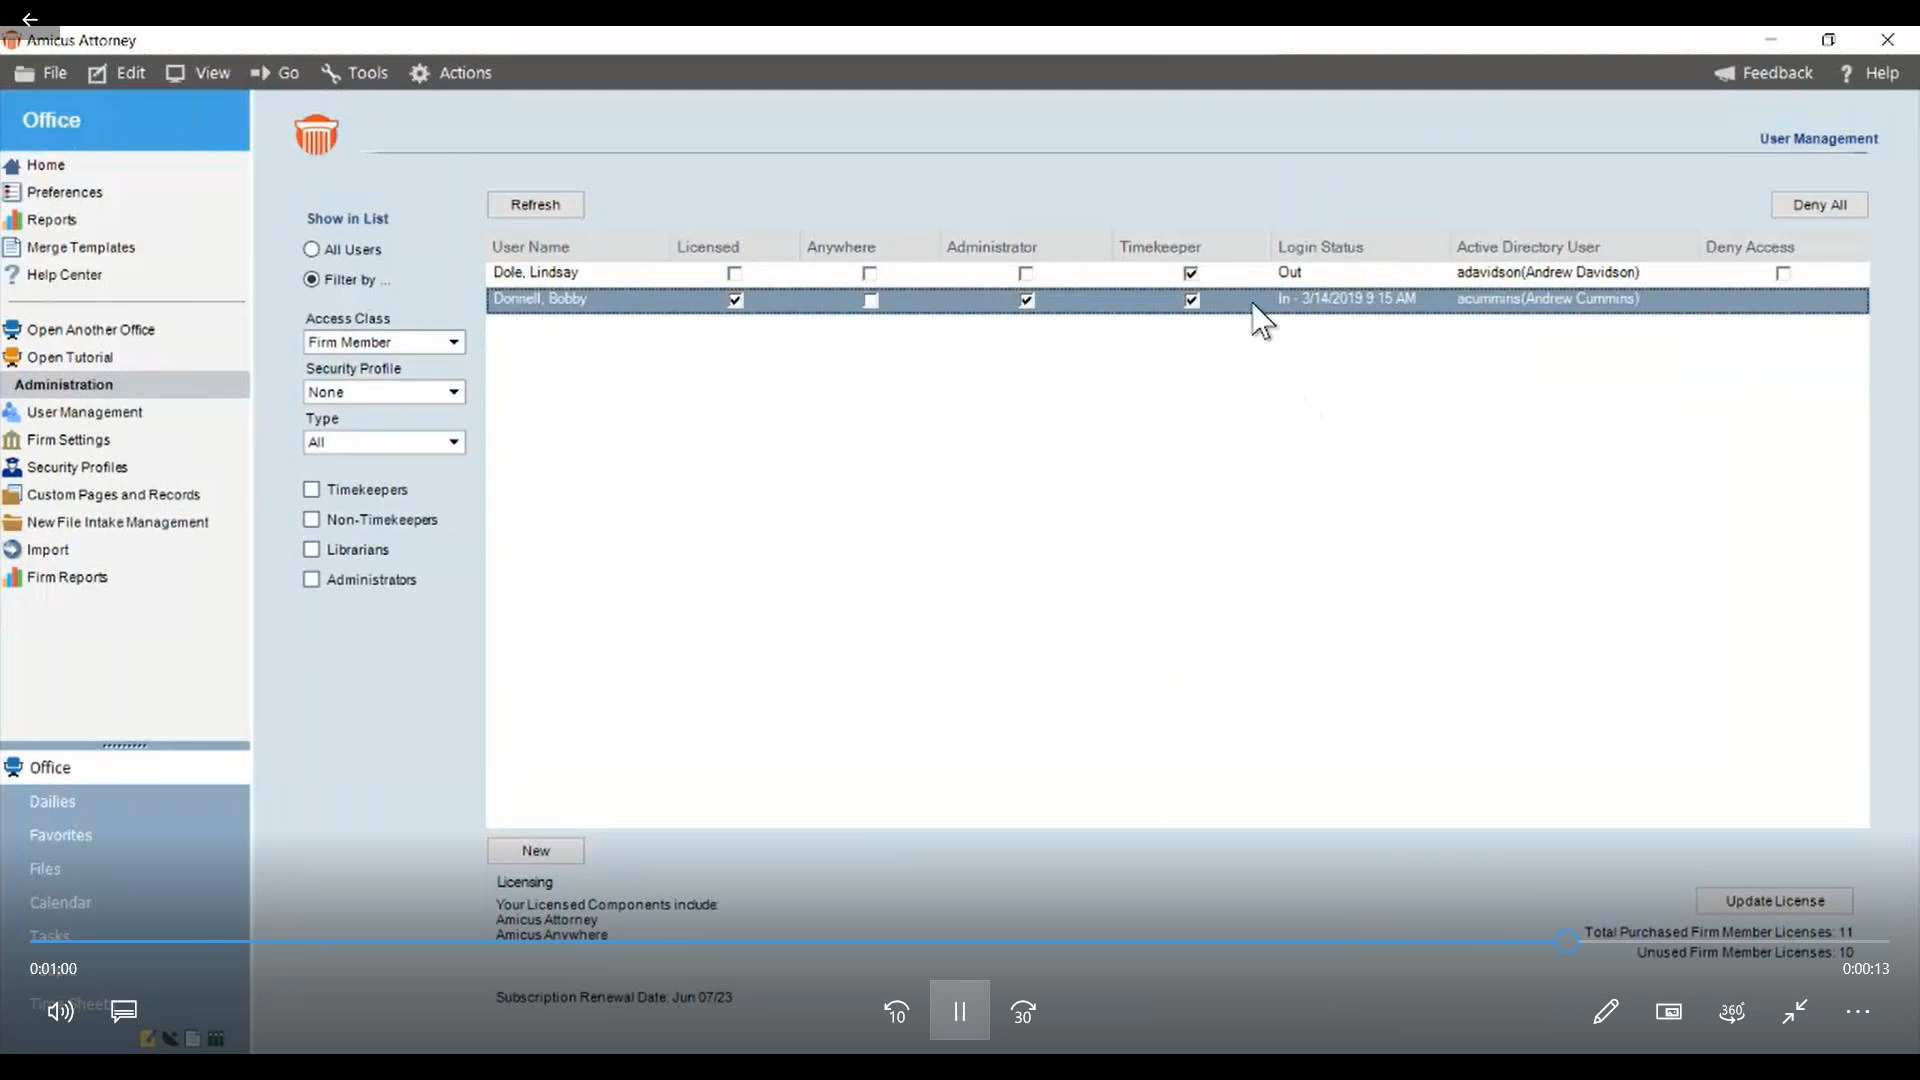 Amicus Attorney
File Edit View Go Tools Actions Feedback ? Help
Office
Home
Preferences
Reports
Merge Templates
Help Center
Open Another Office
Open Tutorial
Administration
User Management
Firm Settings
Security Profiles
Custom Pages and Records
New File Intake Management
Import
Firm Reports
Office
Dailies
Favorites
Files
Calendar
Tasks
Time Sheets
User Management
Show in List
All Users
Filter by ...
Access Class
Firm Member
Security Profile
None
Type
All
Timekeepers
Non-Timekeepers
Librarians
Administrators
Refresh Deny All
User Name Licensed Anywhere Administrator Timekeeper Login Status Active Directory User Deny Access
Dole, Lindsay Out adavidson(Andrew Davidson)
Donnell, Bobby In - 3/14/2019 9:15 AM acummins(Andrew Cummins)
New
Licensing
Your Licensed Components include:
Amicus Attorney
Amicus Anywhere
Subscription Renewal Date: Jun 07/23
Update License
Total Purchased Firm Member Licenses: 11
Unused Firm Member Licenses: 10
0:01:00 0:00:13
10 30 360